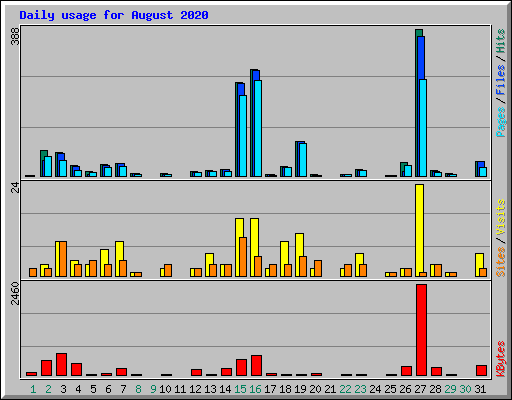 Daily usage for August 2020
388
Pages / Files / Hits
24
Sites / Visits
2460
KBytes
1 2 3 4 5 6 7 8 9 10 11 12 13 14 15 16 17 18 19 20 21 22 23 24 25 26 27 28 29 30 31